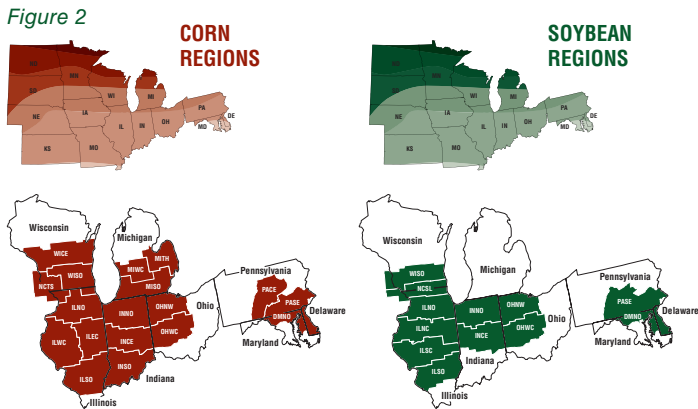 Figure 2
CORN
REGIONS
ND
MN
SD
WI
MI
NE
IA
PA
IL
IN
OH
MD
DE
KS
MO
Wisconsin
Michigan
WICE
MITH
MIWC
NCTS
WISO
MISO
Pennsylvania
PACE
ILNO
INNO
OHNW
Ohio
PASE
Delaware
DMNO
ILWC
ILEC
INCE
OHWC
Maryland
ILSO
INSO
Indiana
Illinois
SOYBEAN
REGIONS
ND
MN
SD
WI
MI
NE
IA
PA
IL
IN
OH
MD
DE
KS
MO
Wisconsin
Michigan
WISO
NCSL
Pennsylvania
PASE
ILNO
INNO
OHNW
Ohio
Delaware
DMNO
ILNC
OHWC
INCE
Maryland
ILSC
Indiana
ILSO
Illinois